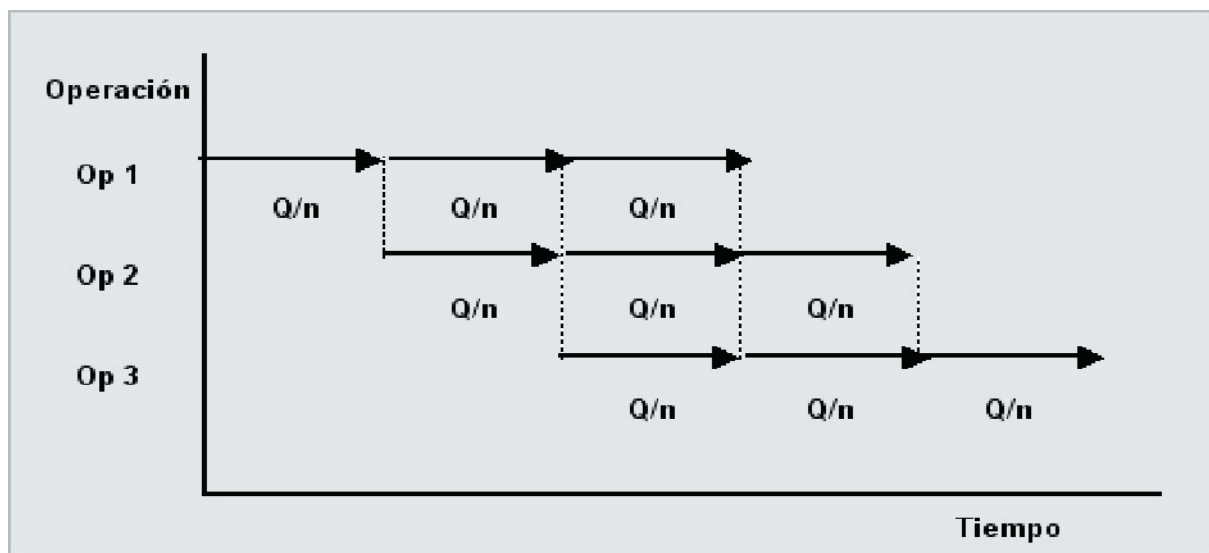 Operación
Op 1
Q/n Q/n Q/n
Op 2
Q/n Q/n Q/n
Op 3
Q/n Q/n Q/n
Tiempo